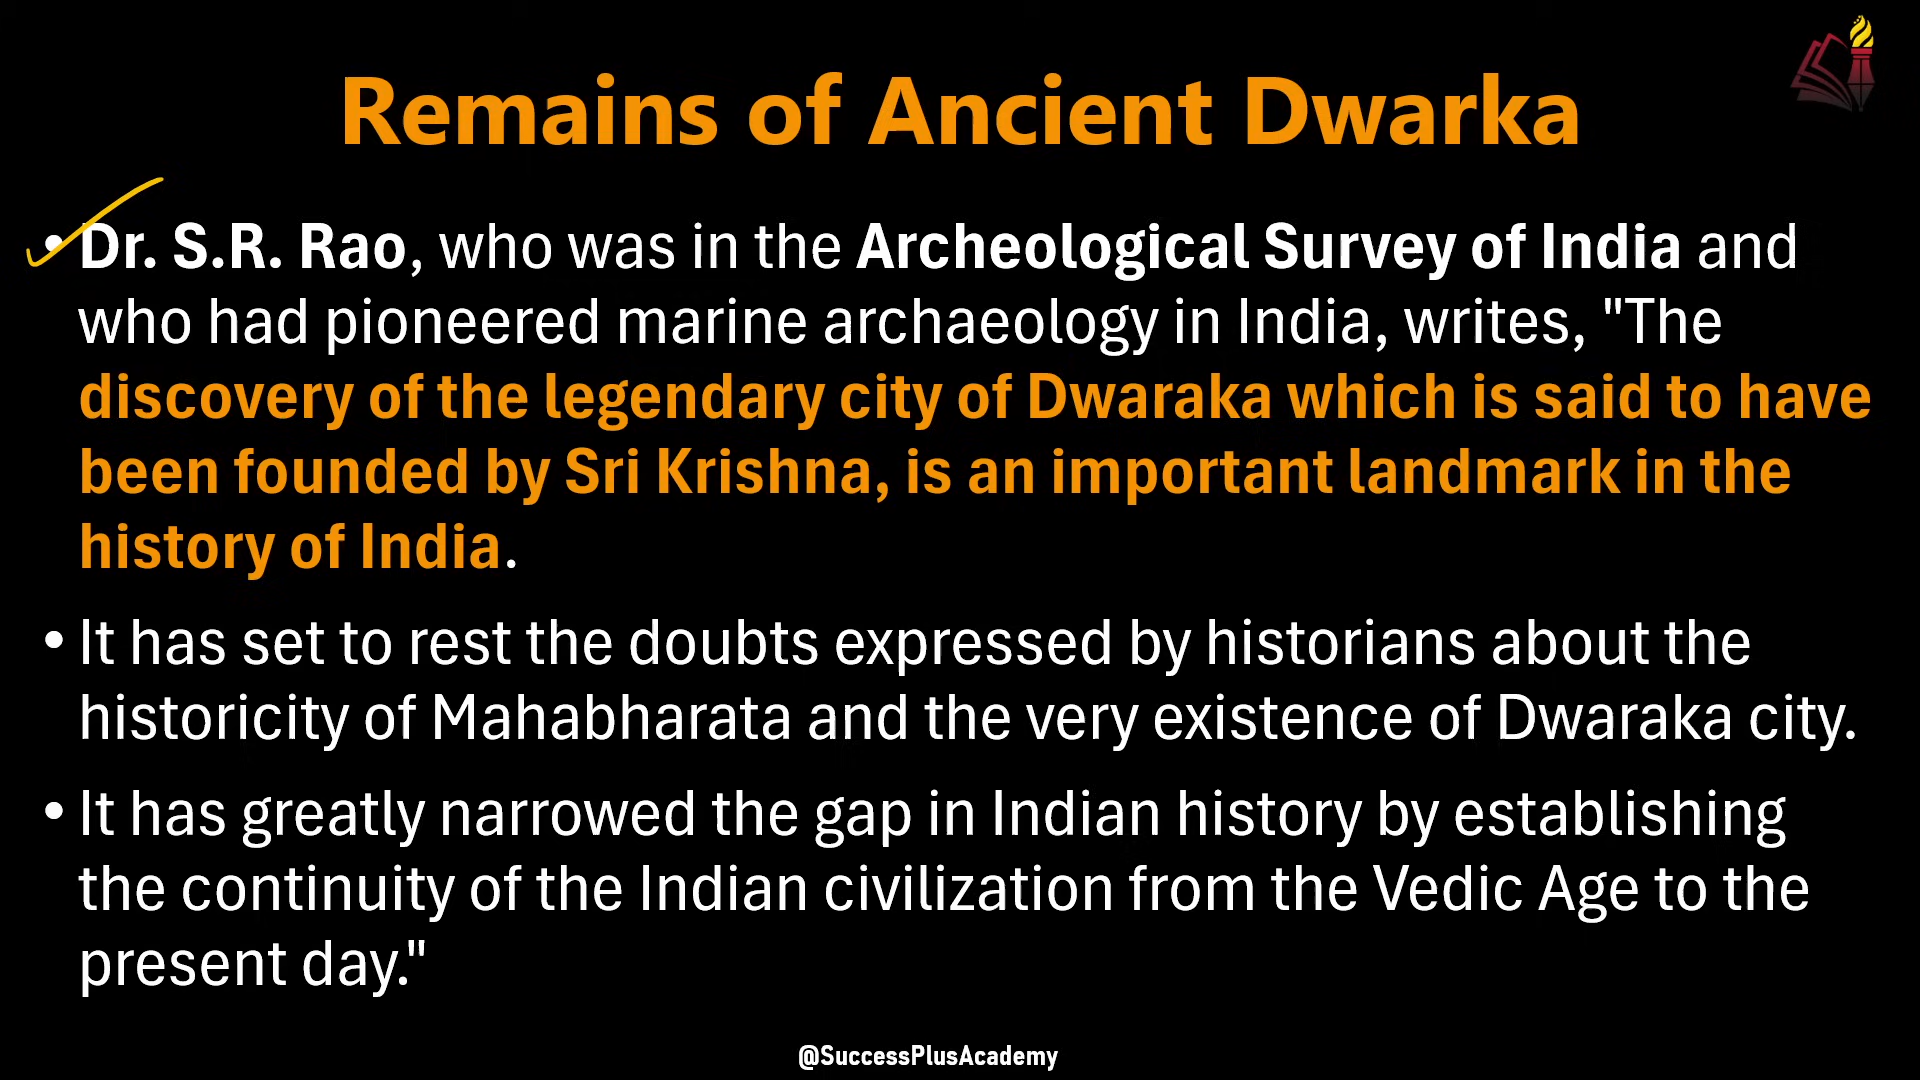 Remains of Ancient Dwarka
• Dr. S.R. Rao, who was in the Archeological Survey of India and
who had pioneered marine archaeology in India, writes, "The
discovery of the legendary city of Dwaraka which is said to have
been founded by Sri Krishna, is an important landmark in the
history of India.
• It has set to rest the doubts expressed by historians about the
historicity of Mahabharata and the very existence of Dwaraka city.
• It has greatly narrowed the gap in Indian history by establishing
the continuity of the Indian civilization from the Vedic Age to the
present day."
@SuccessPlusAcademy